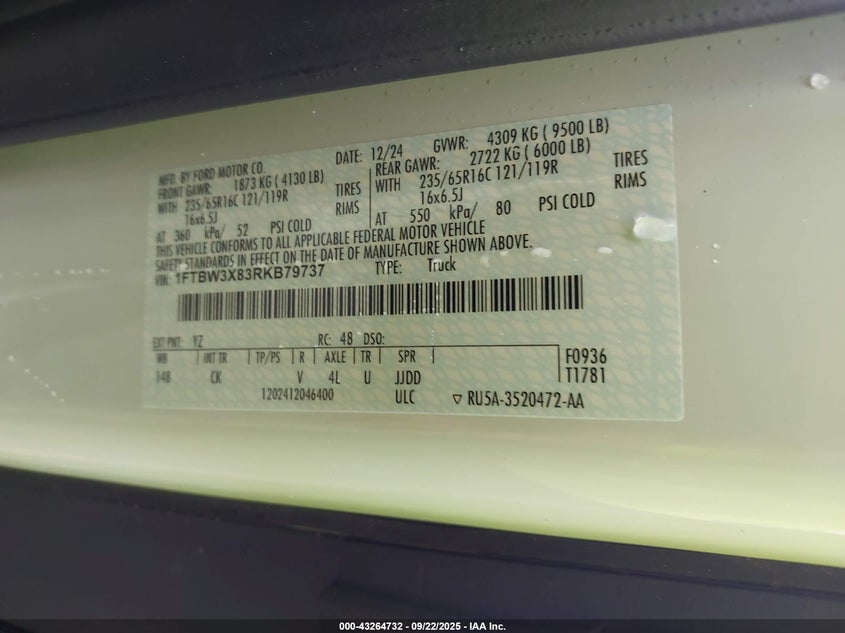 MFD. BY FORD MOTOR CO.
DATE: 12/24 GVWR: 4309 KG ( 9500 LB)
FRONT GAWR: 1873 KG ( 4130 LB)
REAR GAWR: 2722 KG ( 6000 LB)
WITH 235/65R16C 121/119R TIRES
235/65R16C 121/119R TIRES
16x6.5J RIMS
WITH 16x6.5J RIMS
AT 360 kPa/ 52 PSI COLD
AT 550 kPa/ 80 PSI COLD
THIS VEHICLE CONFORMS TO ALL APPLICABLE FEDERAL MOTOR VEHICLE
SAFETY STANDARDS IN EFFECT ON THE DATE OF MANUFACTURE SHOWN ABOVE.
VIN: 1FTBW3X83RKB79737 TYPE: Truck
EXT PNT: YZ RC: 48 DSO:
WB INT TR TP/PS R AXLE TR SPR F0936
148 CK V 4L U JJDD T1781
1202412046400 ULC ▽ RU5A-3520472-AA
000-43264732 - 09/22/2025 - IAA Inc.